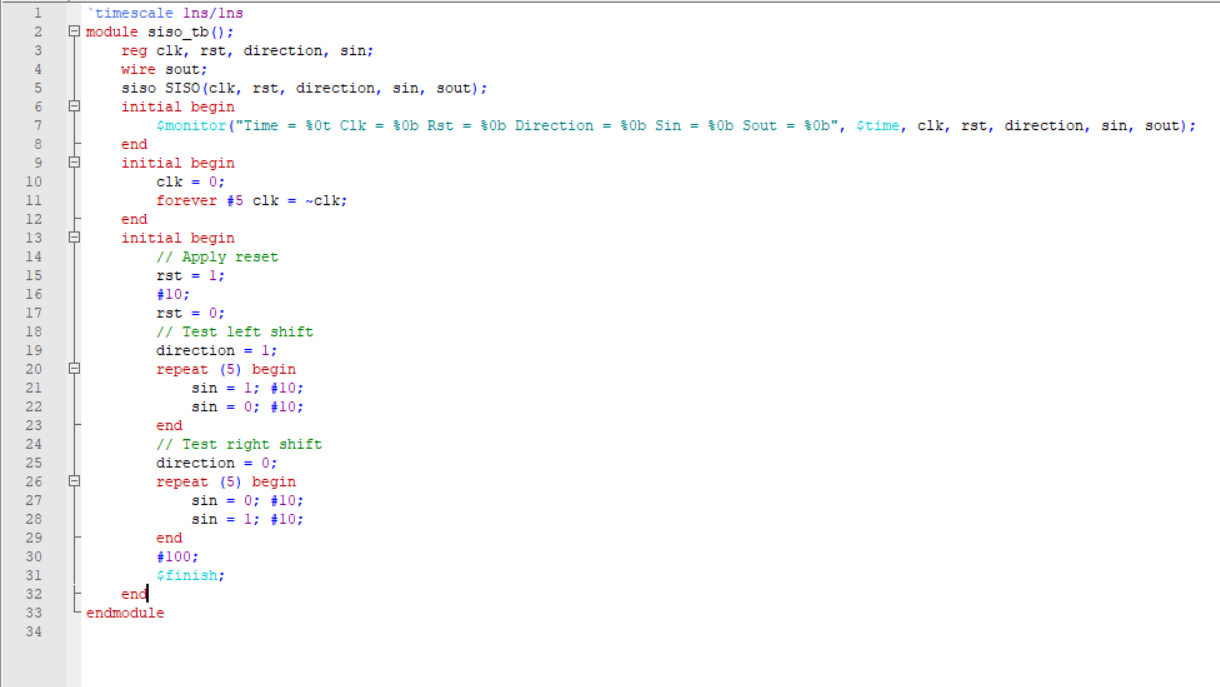 1 `timescale 1ns/1ns
2 module siso_tb();
3 reg clk, rst, direction, sin;
4 wire sout;
5 siso SISO(clk, rst, direction, sin, sout);
6 initial begin
7 $monitor("Time = %0t Clk = %0b Rst = %0b Direction = %0b Sin = %0b Sout = %0b", $time, clk, rst, direction, sin, sout);
8 end
9 initial begin
10 clk = 0;
11 forever #5 clk = ~clk;
12 end
13 initial begin
14 // Apply reset
15 rst = 1;
16 #10;
17 rst = 0;
18 // Test left shift
19 direction = 1;
20 repeat (5) begin
21 sin = 1; #10;
22 sin = 0; #10;
23 end
24 // Test right shift
25 direction = 0;
26 repeat (5) begin
27 sin = 0; #10;
28 sin = 1; #10;
29 end
30 #100;
31 $finish;
32 end
33 endmodule
34